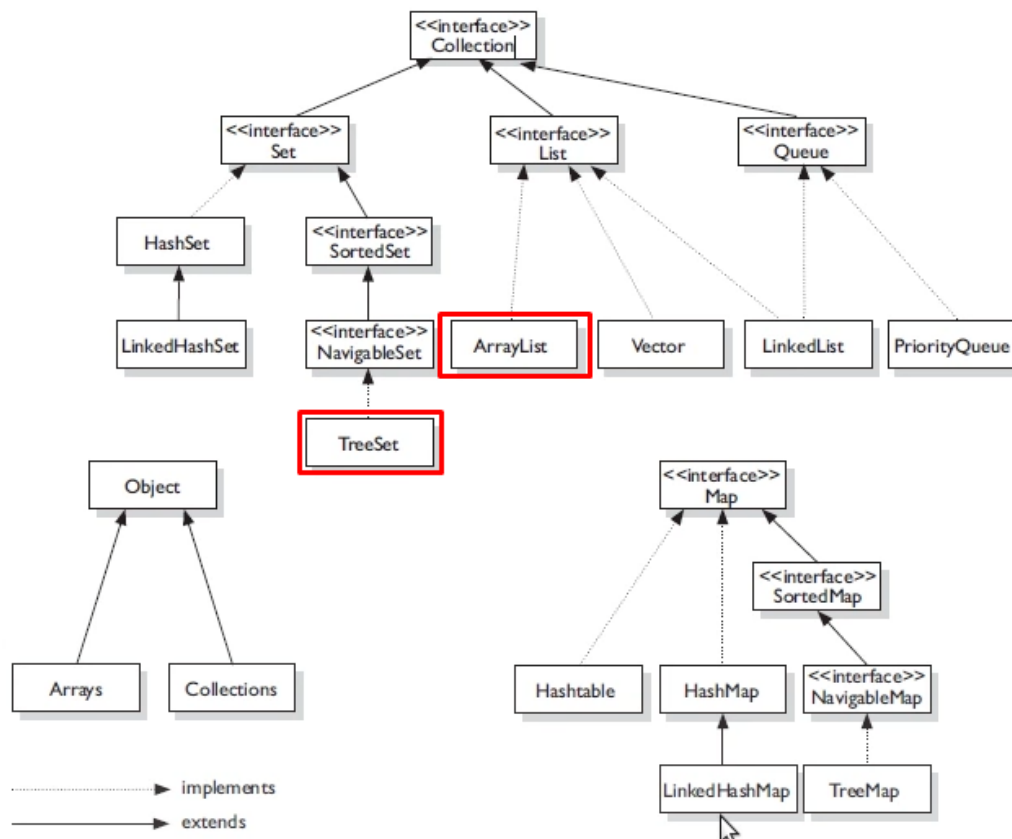 <<interface>>
Collection
<<interface>>
Set
<<interface>>
List
<<interface>>
Queue
HashSet
<<interface>>
SortedSet
LinkedHashSet
<<interface>>
NavigableSet
ArrayList
Vector
LinkedList
PriorityQueue
TreeSet
Object
<<interface>>
Map
<<interface>>
SortedMap
Arrays
Collections
Hashtable
HashMap
<<interface>>
NavigableMap
LinkedHashMap
TreeMap
implements
extends